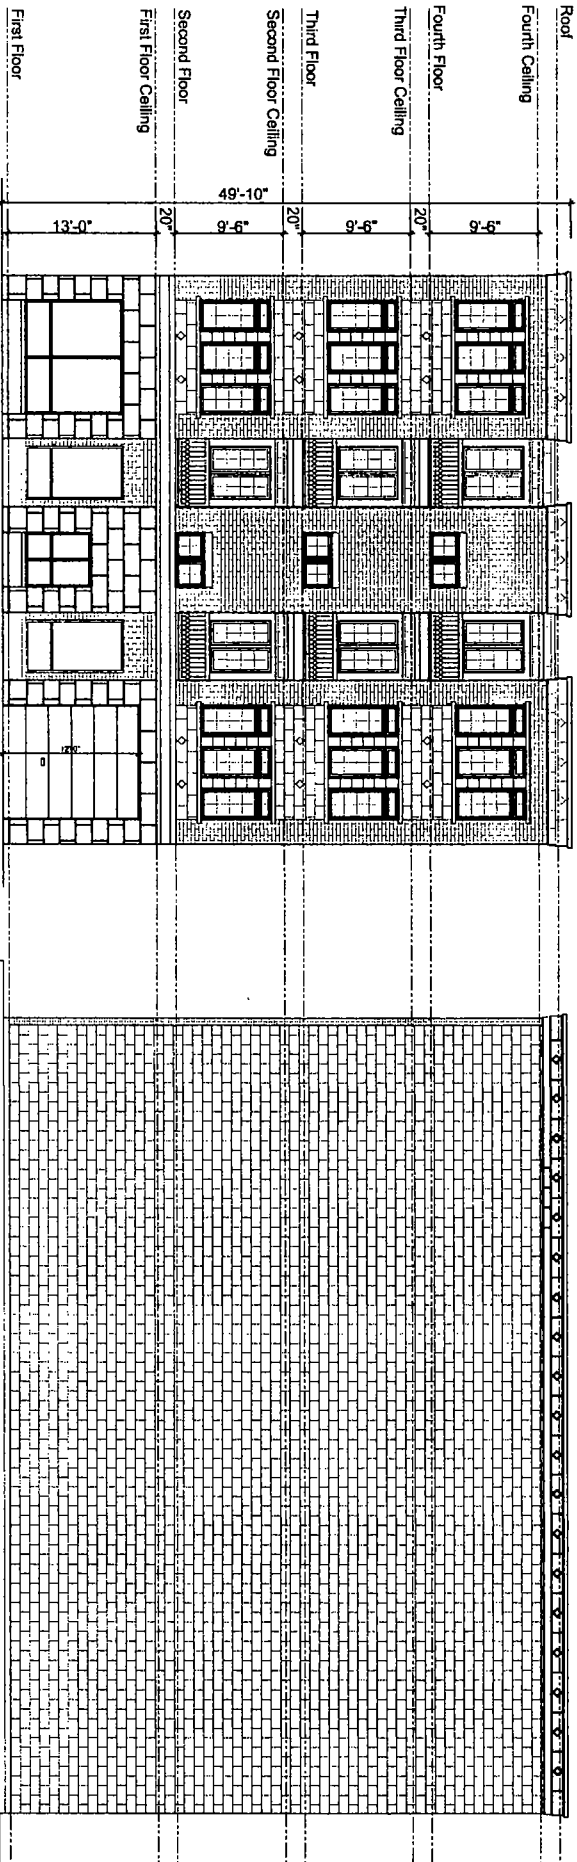 Roof
Fourth Ceiling
Fourth Floor
Third Floor Ceiling
Third Floor
Second Floor Ceiling
Second Floor
First Floor Ceiling
First Floor
49'-10"
9'-6"
20"
9'-6"
20"
9'-6"
20"
13'-0"